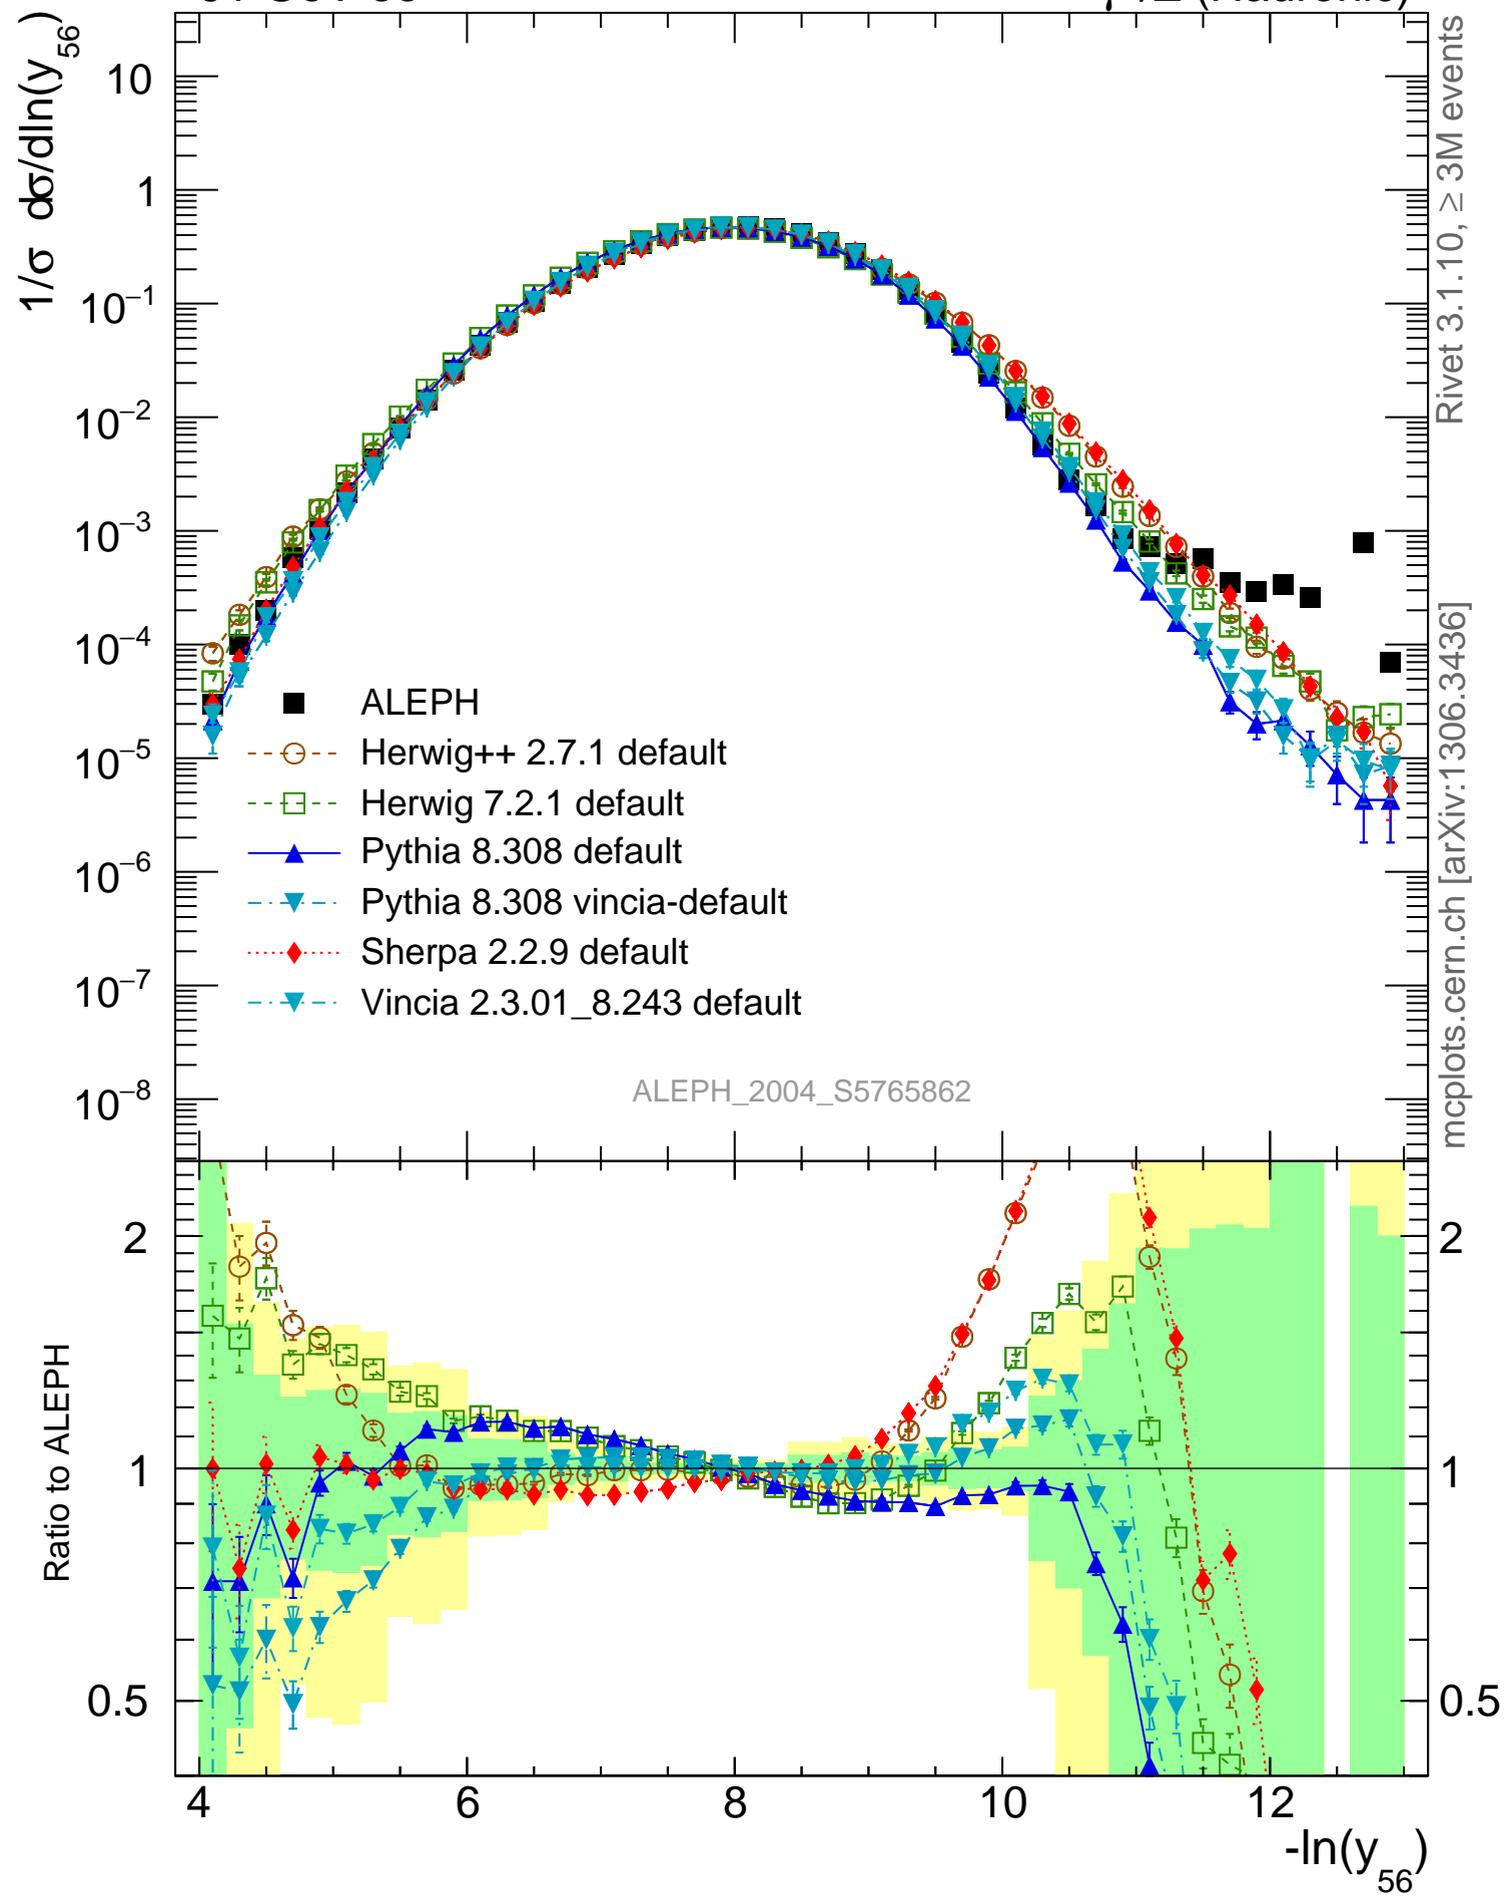 1/σ dσ/dln(y56)
10
1
10−1
10−2
10−3
10−4
10−5
10−6
10−7
10−8
ALEPH
Herwig++ 2.7.1 default
Herwig 7.2.1 default
Pythia 8.308 default
Pythia 8.308 vincia-default
Sherpa 2.2.9 default
Vincia 2.3.01_8.243 default
ALEPH_2004_S5765862
Rivet 3.1.10, ≥ 3M events
mcplots.cern.ch [arXiv:1306.3436]
Ratio to ALEPH
2
1
0.5
2
1
0.5
4 6 8 10 12
-ln(y56)